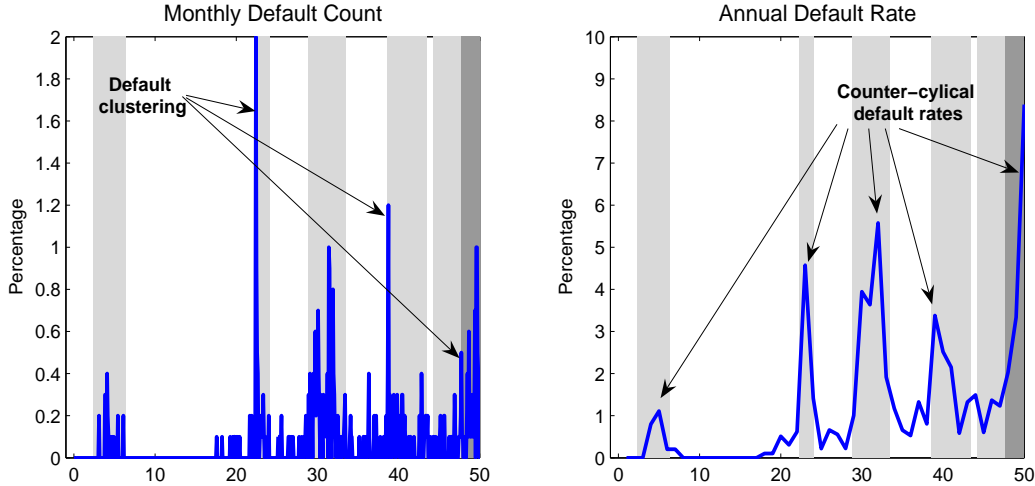 Monthly Default Count
2
1.8
1.6
1.4
1.2
1
0.8
0.6
0.4
0.2
0
Percentage
Default
clustering
0 10 20 30 40 50
Annual Default Rate
10
9
8
7
6
5
4
3
2
1
0
Percentage
Counter−cylical
default rates
0 10 20 30 40 50